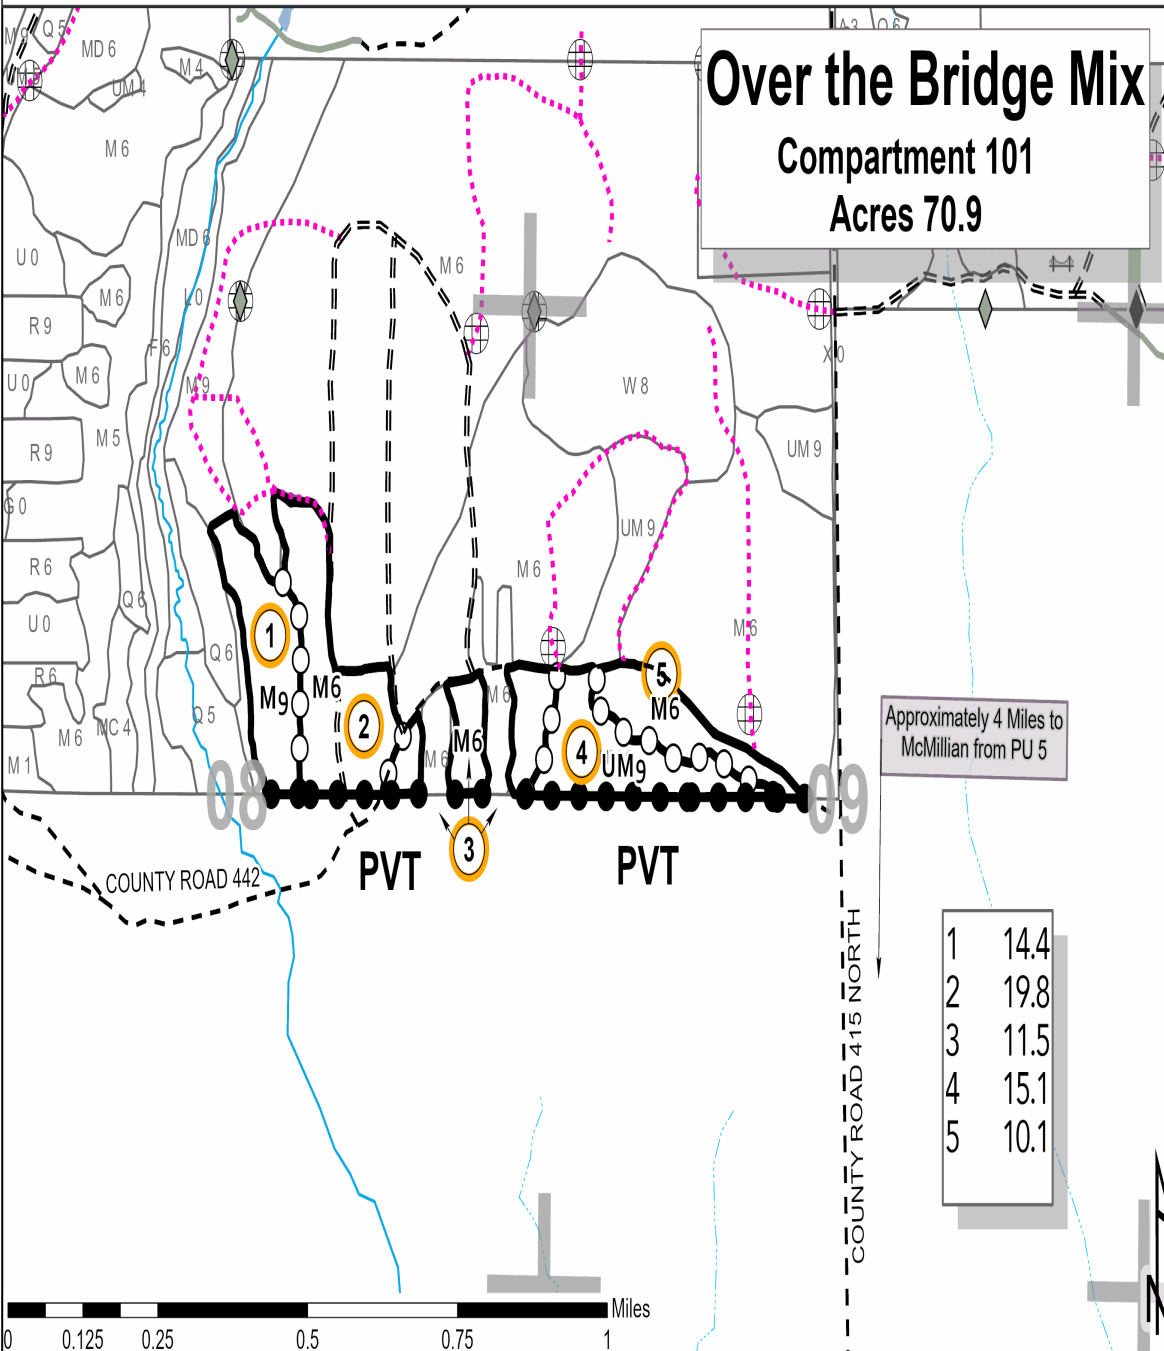 Over the Bridge Mix
Compartment 101
Acres 70.9
M9
Q5
MD 6
M 4
UM 4
M 6
A3
Q6
U 0
MD 6
M 6
L 0
M 6
R 9
F 6
X 0
U 0
M 6
M 9
W 8
M 5
R 9
UM 9
G 0
UM 9
R 6
M 6
Q 6
U 0
1
M 6
Q 6
R 6
5
M6
M9
M 6
M6
Q 5
2
M 6
MC 4
M6
4
UM9
M 6
M 1
Approximately 4 Miles to
McMillian from PU 5
08
09
3
PVT
PVT
COUNTY ROAD 442
COUNTY ROAD 415 NORTH
1 14.4
2 19.8
3 11.5
4 15.1
5 10.1
N
Miles
0 0.125 0.25 0.5 0.75 1